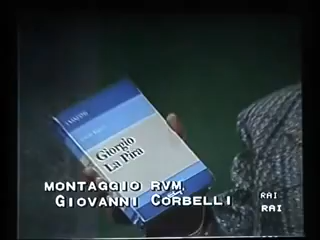 Giorgio
La Pira
MONTAGGIO RVM.
GIOVANNI CORBELLI
RAI
RAI